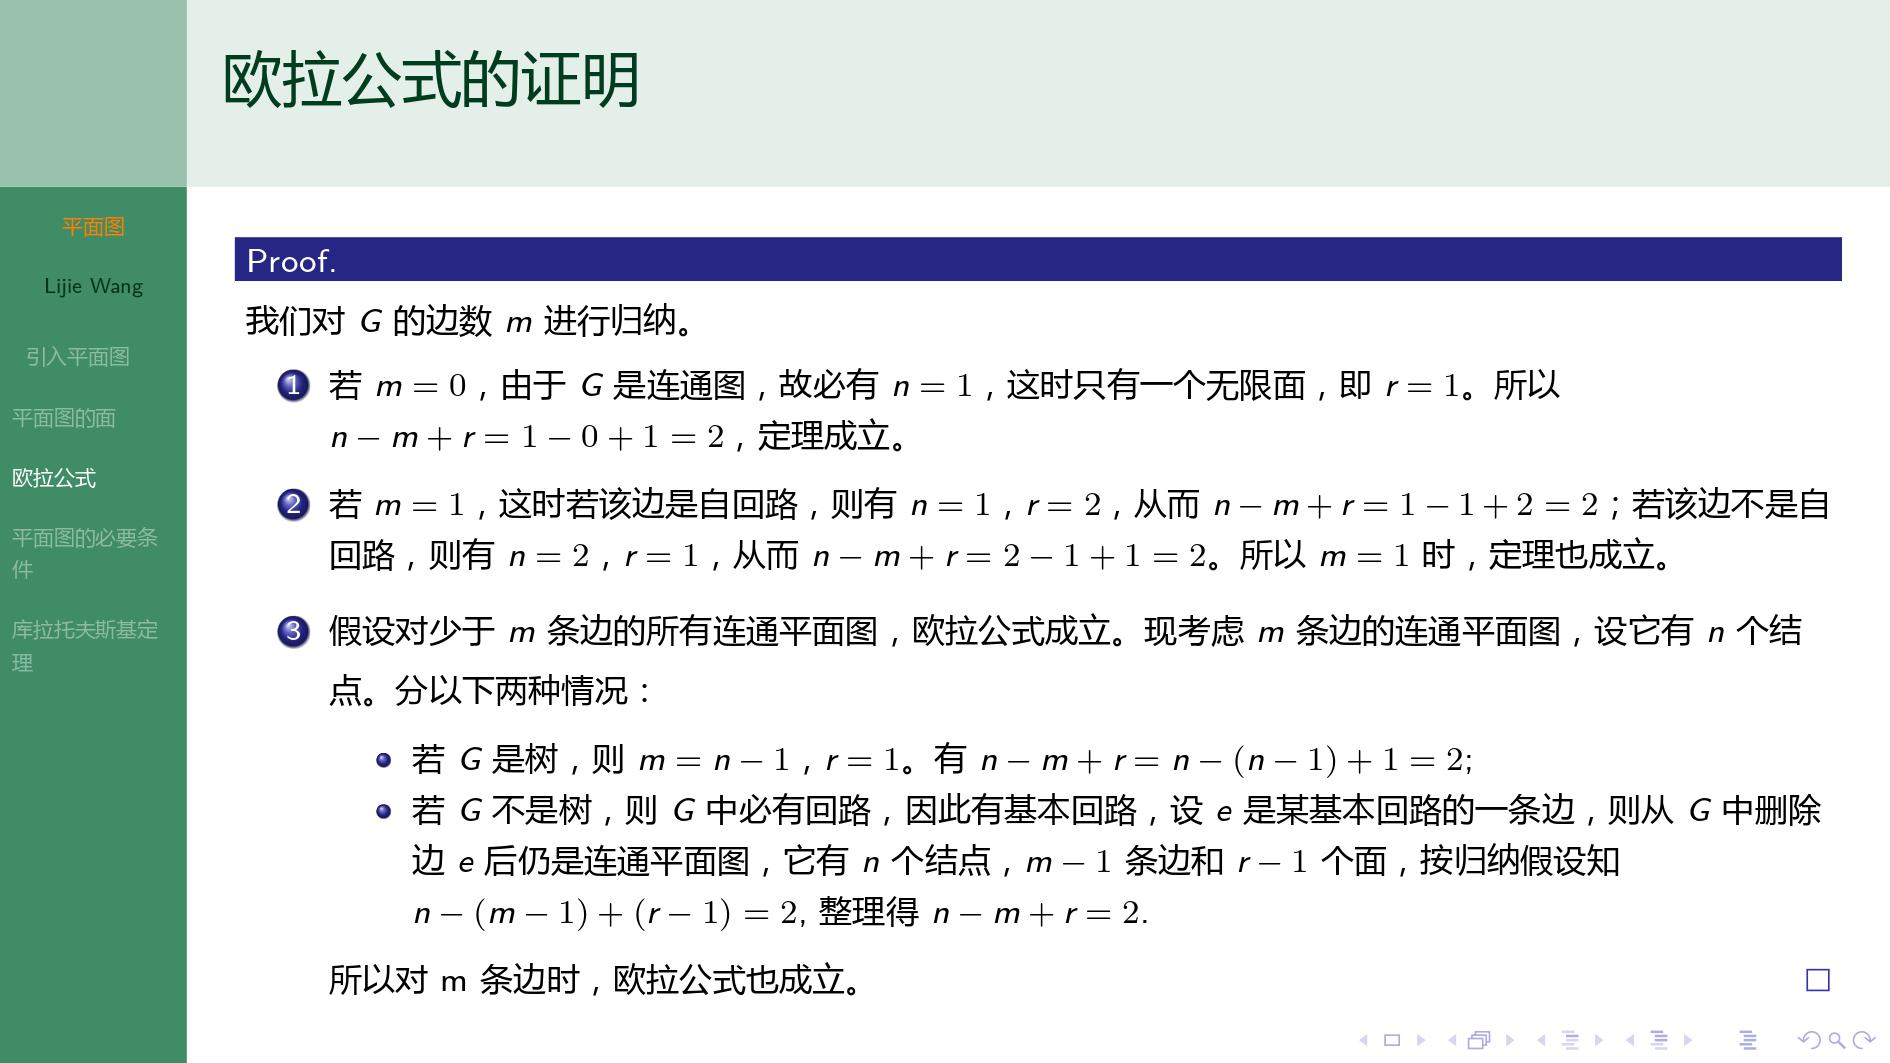 欧拉公式的证明
平面图
Lijie Wang
引入平面图
平面图的面
欧拉公式
平面图的必要条
件
库拉托夫斯基定
理
Proof.
我们对 G 的边数 m 进行归纳。
1 若 m = 0，由于 G 是连通图，故必有 n = 1，这时只有一个无限面，即 r = 1。所以
n − m + r = 1 − 0 + 1 = 2，定理成立。
2 若 m = 1，这时若该边是自回路，则有 n = 1，r = 2，从而 n − m + r = 1 − 1 + 2 = 2；若该边不是自
回路，则有 n = 2，r = 1，从而 n − m + r = 2 − 1 + 1 = 2。所以 m = 1 时，定理也成立。
3 假设对少于 m 条边的所有连通平面图，欧拉公式成立。现考虑 m 条边的连通平面图，设它有 n 个结
点。分以下两种情况：
若 G 是树，则 m = n − 1，r = 1。有 n − m + r = n − (n − 1) + 1 = 2;
若 G 不是树，则 G 中必有回路，因此有基本回路，设 e 是某基本回路的一条边，则从 G 中删除
边 e 后仍是连通平面图，它有 n 个结点，m − 1 条边和 r − 1 个面，按归纳假设知
n − (m − 1) + (r − 1) = 2, 整理得 n − m + r = 2.
所以对 m 条边时，欧拉公式也成立。